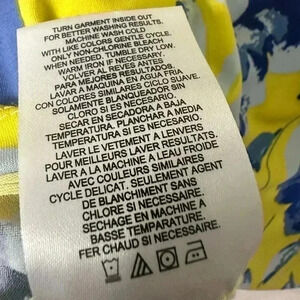 TURN GARMENT INSIDE OUT
FOR BETTER WASHING RESULTS.
MACHINE WASH COLD
WITH LIKE COLORS GENTLE CYCLE.
ONLY NON-CHLORINE BLEACH
WHEN NEEDED. TUMBLE DRY LOW.
WARM IRON IF NECESSARY.
VOLVER AL REVES ANTES
PARA MEJORES RESULTADOS
LAVAR A MAQUINA EN AGUA FRIA
CON COLORES SIMILARES CICLO SUAVE.
SOLAMENTE BLANQUEADOR SIN
CLORO SI ES NECESARIO
SECAR EN SECADORA A BAJA
TEMPERATURA. PLANCHAR A MEDIA
TEMPERATURA SI ES NECESARIO.
LAVER LE VETEMENT A L'ENVERS
POUR MEILLEURS LAVER RESULTATS.
LAVER A LA MACHINE A L'EAU FROIDE
AVEC COULEURS SIMILAIRES
CYCLE DELICAT. SEULEMENT AGENT
DE BLANCHIMENT SANS
CHLORE SI NECESSAIRE.
SECHAGE EN MACHINE A
BASSE TEMPERATURE.
FER CHAUD SI NECESSAIRE.